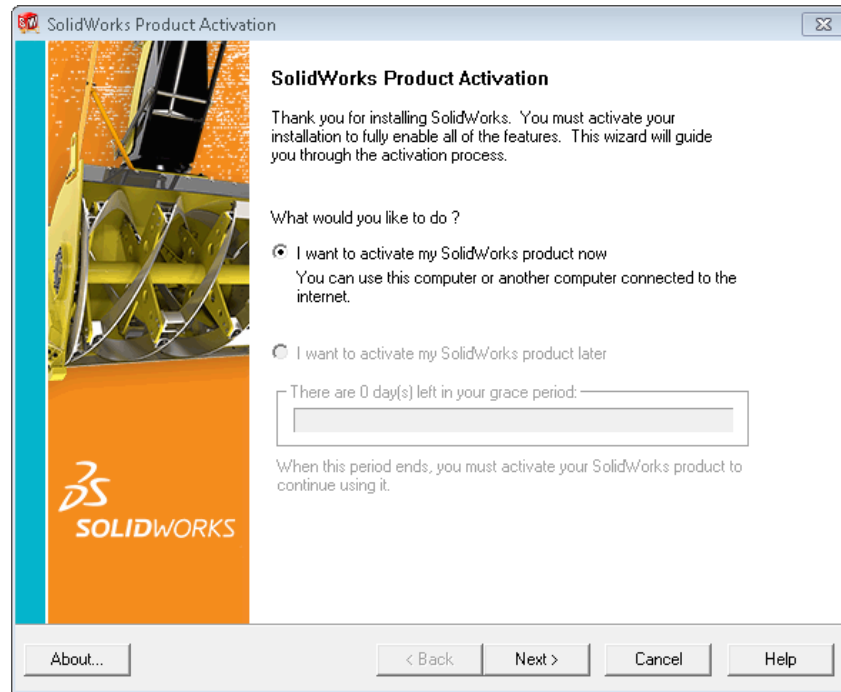 SolidWorks Product Activation
SolidWorks Product Activation
Thank you for installing SolidWorks. You must activate your
installation to fully enable all of the features. This wizard will guide
you through the activation process.
What would you like to do ?
I want to activate my SolidWorks product now
You can use this computer or another computer connected to the
internet.
I want to activate my SolidWorks product later
There are 0 day(s) left in your grace period:
When this period ends, you must activate your SolidWorks product to
continue using it.
SOLIDWORKS
About...
< Back
Next >
Cancel
Help